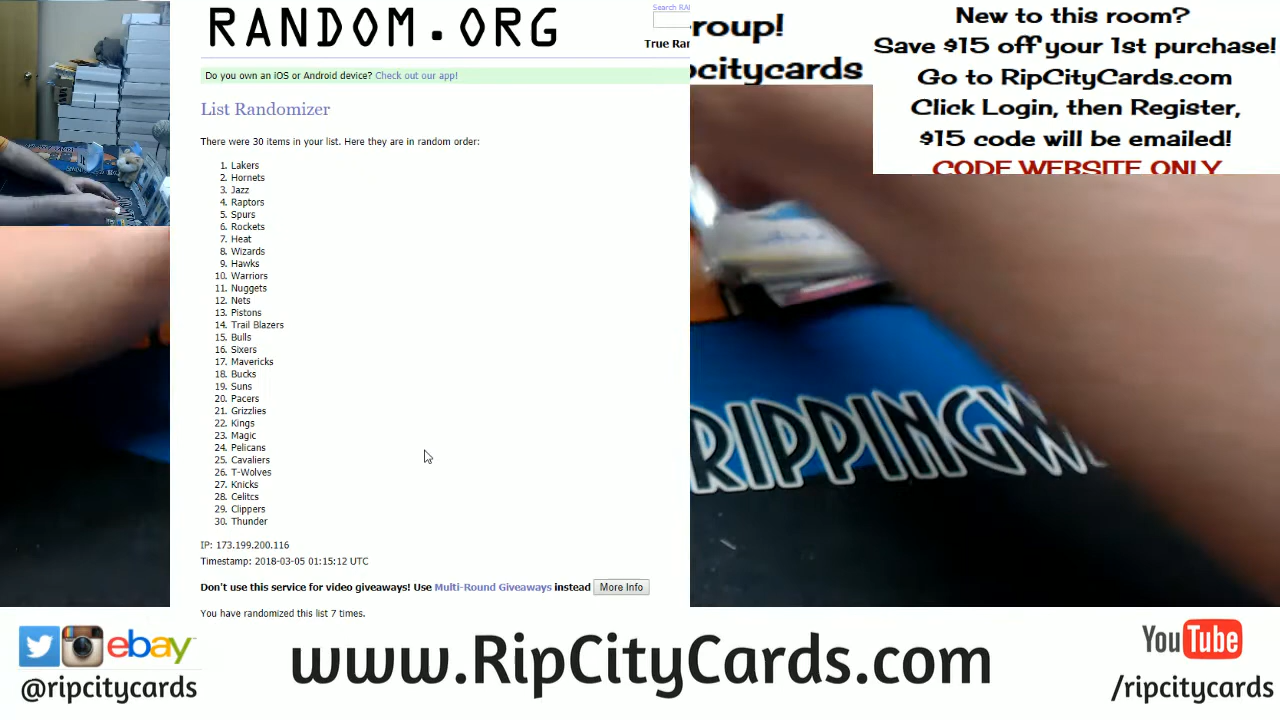 RANDOM.ORG
Search RA
True Ran
Do you own an iOS or Android device? Check out our app!
List Randomizer
There were 30 items in your list. Here they are in random order:
1. Lakers
2. Hornets
3. Jazz
4. Raptors
5. Spurs
6. Rockets
7. Heat
8. Wizards
9. Hawks
10. Warriors
11. Nuggets
12. Nets
13. Pistons
14. Trail Blazers
15. Bulls
16. Sixers
17. Mavericks
18. Bucks
19. Suns
20. Pacers
21. Grizzlies
22. Kings
23. Magic
24. Pelicans
25. Cavaliers
26. T-Wolves
27. Knicks
28. Celitcs
29. Clippers
30. Thunder
IP: 173.199.200.116
Timestamp: 2018-03-05 01:15:12 UTC
Don't use this service for video giveaways! Use Multi-Round Giveaways instead More Info
You have randomized this list 7 times.
roup!
citycards
New to this room?
Save $15 off your 1st purchase!
Go to RipCityCards.com
Click Login, then Register,
$15 code will be emailed!
CODE WEBSITE ONLY
RIPPINGW
ebay
@ripcitycards
www.RipCityCards.com
YouTube
/ripcitycards